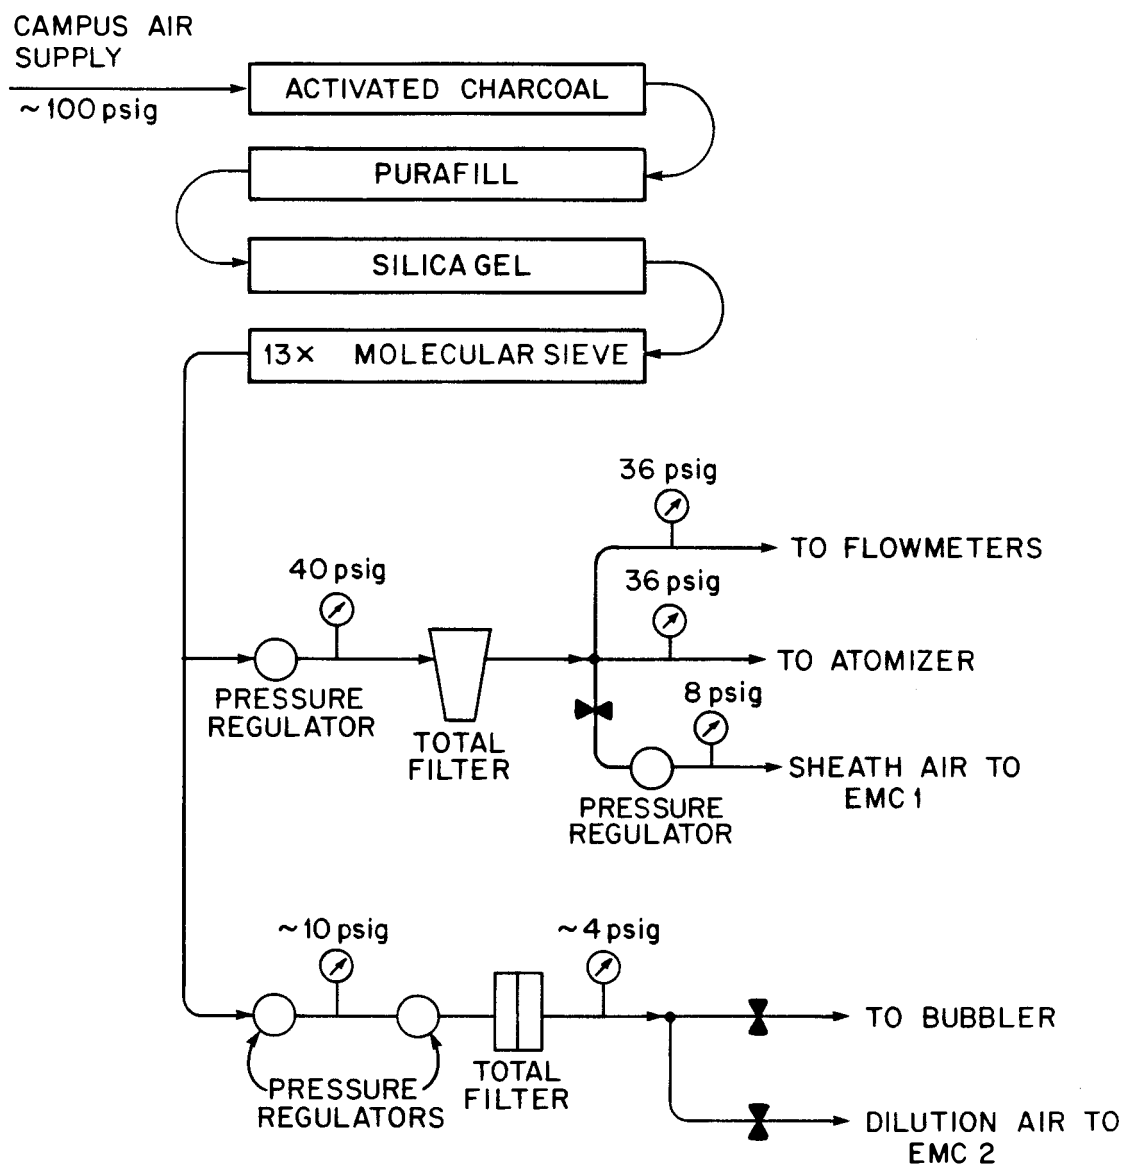 CAMPUS AIR
SUPPLY
~100 psig
ACTIVATED CHARCOAL
PURAFILL
SILICA GEL
13X MOLECULAR SIEVE
36 psig
TO FLOWMETERS
40 psig
36 psig
TO ATOMIZER
PRESSURE
REGULATOR
TOTAL
FILTER
8 psig
SHEATH AIR TO
EMC 1
PRESSURE
REGULATOR
~10 psig
~4 psig
TO BUBBLER
PRESSURE
REGULATORS
TOTAL
FILTER
DILUTION AIR TO
EMC 2